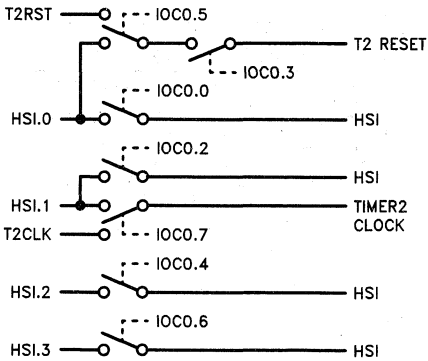 T2RST IOC0.5
T2 RESET
IOC0.3
IOC0.0
HSI.0 HSI
IOC0.2
HSI
HSI.1 TIMER2 CLOCK
T2CLK IOC0.7
IOC0.4
HSI.2 HSI
IOC0.6
HSI.3 HSI